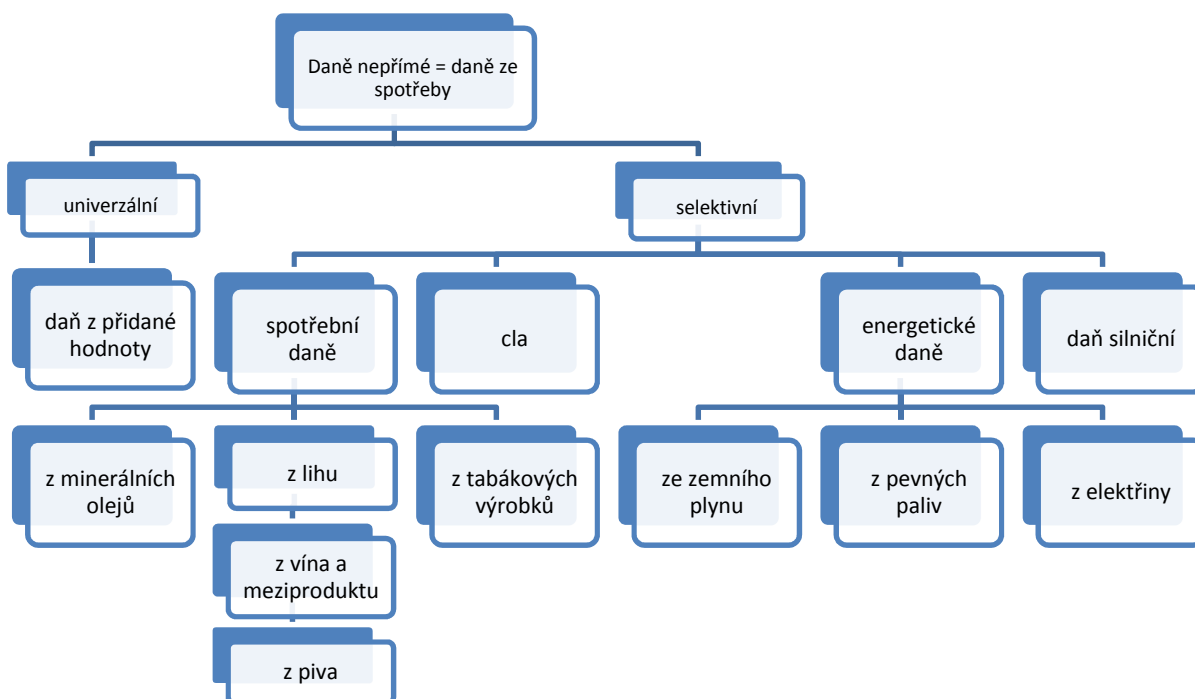 Daně nepřímé = daně ze
spotřeby
univerzální
selektivní
daň z přidané
hodnoty
spotřební
daně
cla
energetické
daně
daň silniční
z minerálních
olejů
z lihu
z tabákových
výrobků
ze zemního
plynu
z pevných
paliv
z elektřiny
z vína a
meziproduktu
z piva